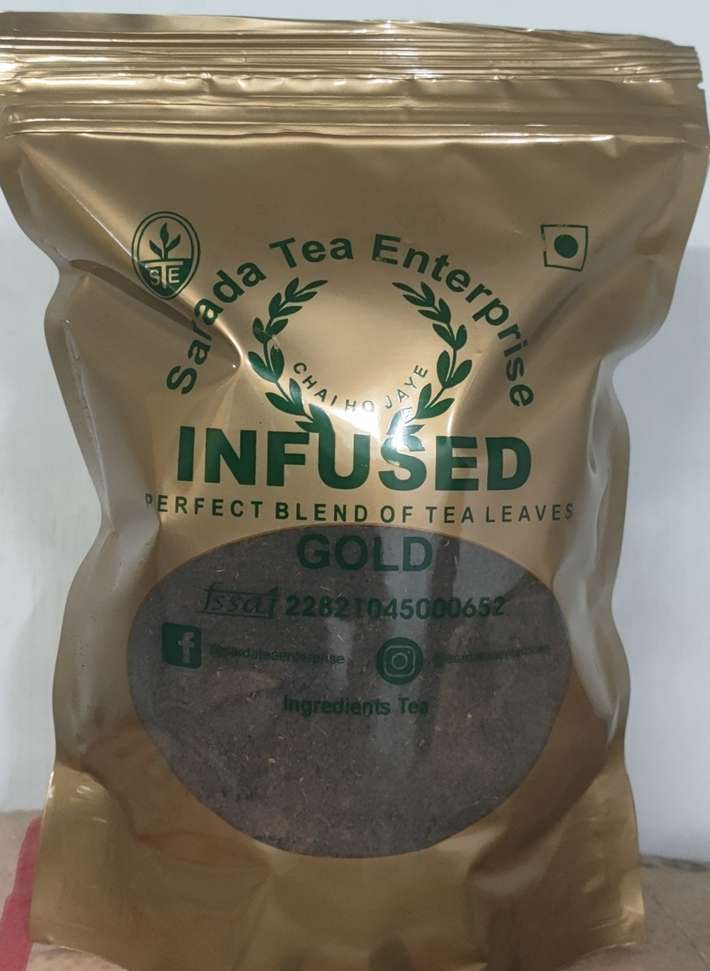 STE
Sarada Tea Enterprise
CHAI HO JAYE
INFUSED
PERFECT BLEND OF TEA LEAVES
GOLD
fssai 22821045000652
Ingredients Tea